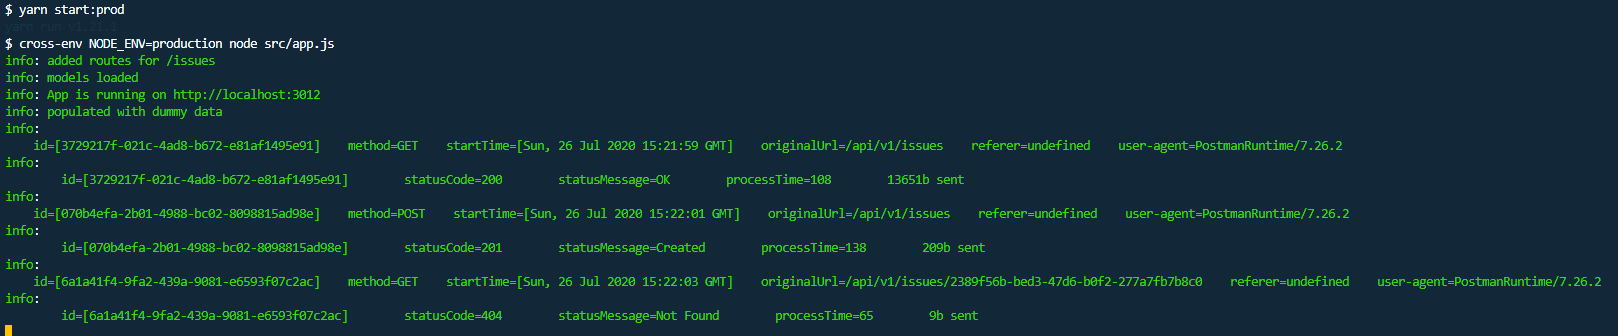 $ yarn start:prod
yarn run v1.21.1
$ cross-env NODE_ENV=production node src/app.js
info: added routes for /issues
info: models loaded
info: App is running on http://localhost:3012
info: populated with dummy data
info:
id=[3729217f-021c-4ad8-b672-e81af1495e91] method=GET startTime=[Sun, 26 Jul 2020 15:21:59 GMT] originalUrl=/api/v1/issues referer=undefined user-agent=PostmanRuntime/7.26.2
info:
id=[3729217f-021c-4ad8-b672-e81af1495e91] statusCode=200 statusMessage=OK processTime=108 13651b sent
info:
id=[070b4efa-2b01-4988-bc02-8098815ad98e] method=POST startTime=[Sun, 26 Jul 2020 15:22:01 GMT] originalUrl=/api/v1/issues referer=undefined user-agent=PostmanRuntime/7.26.2
info:
id=[070b4efa-2b01-4988-bc02-8098815ad98e] statusCode=201 statusMessage=Created processTime=138 209b sent
info:
id=[6a1a41f4-9fa2-439a-9081-e6593f07c2ac] method=GET startTime=[Sun, 26 Jul 2020 15:22:03 GMT] originalUrl=/api/v1/issues/2389f56b-bed3-47d6-b0f2-277a7fb7b8c0 referer=undefined user-agent=PostmanRuntime/7.26.2
info:
id=[6a1a41f4-9fa2-439a-9081-e6593f07c2ac] statusCode=404 statusMessage=Not Found processTime=65 9b sent